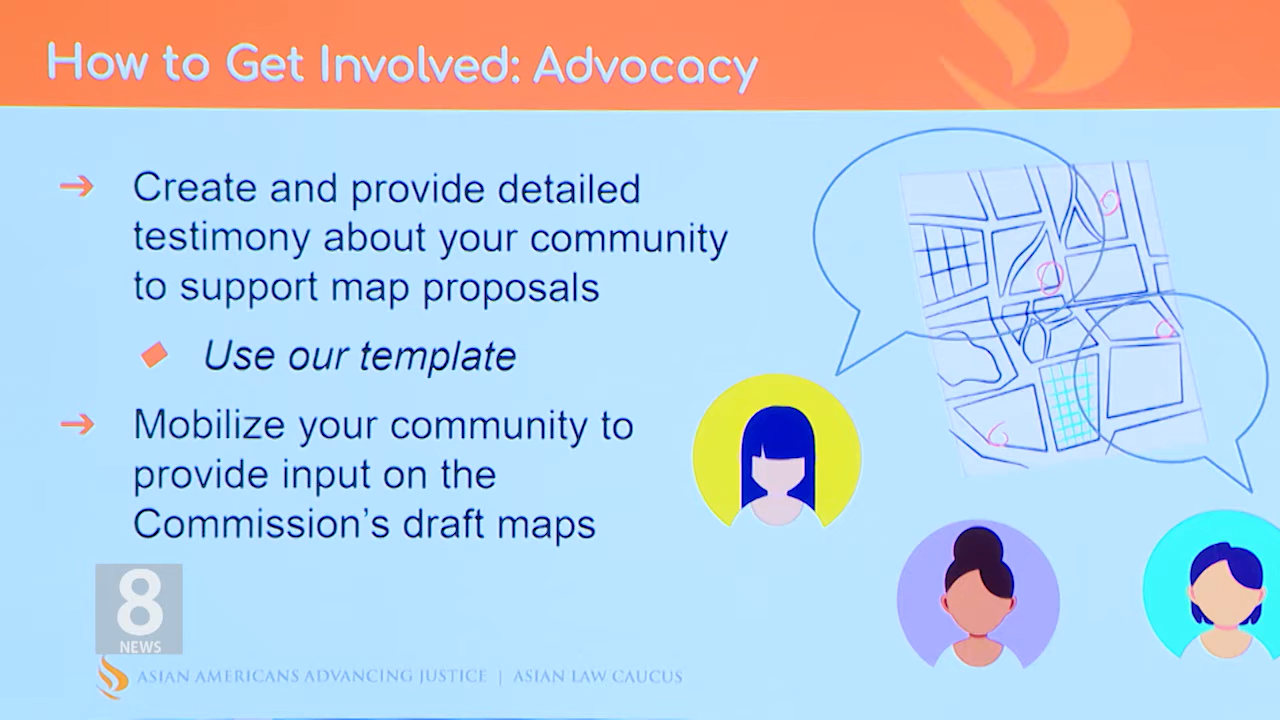 How to Get Involved: Advocacy
Create and provide detailed
testimony about your community
to support map proposals
Use our template
Mobilize your community to
provide input on the
Commission's draft maps
8
NEWS
ASIAN AMERICANS ADVANCING JUSTICE | ASIAN LAW CAUCUS